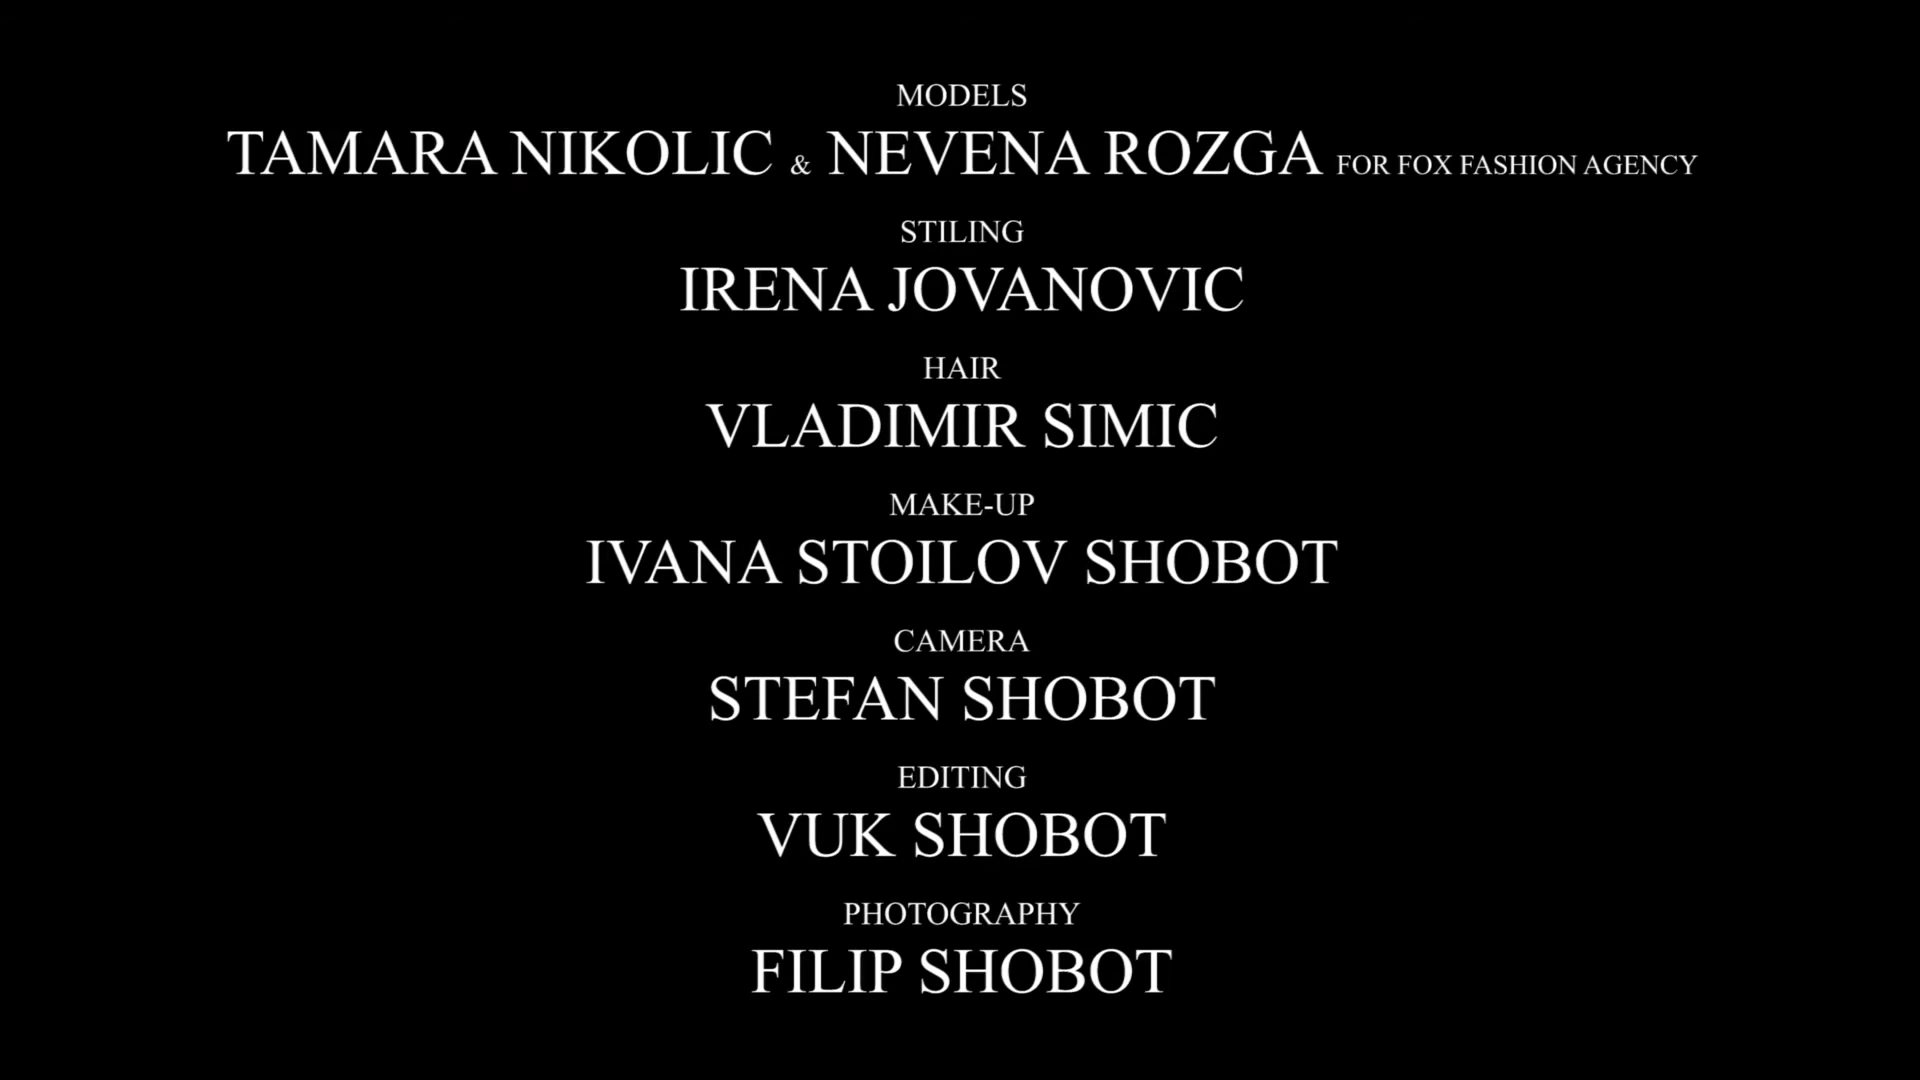 MODELS
TAMARA NIKOLIC & NEVENA ROZGA FOR FOX FASHION AGENCY
STILING
IRENA JOVANOVIC
HAIR
VLADIMIR SIMIC
MAKE-UP
IVANA STOILOV SHOBOT
CAMERA
STEFAN SHOBOT
EDITING
VUK SHOBOT
PHOTOGRAPHY
FILIP SHOBOT